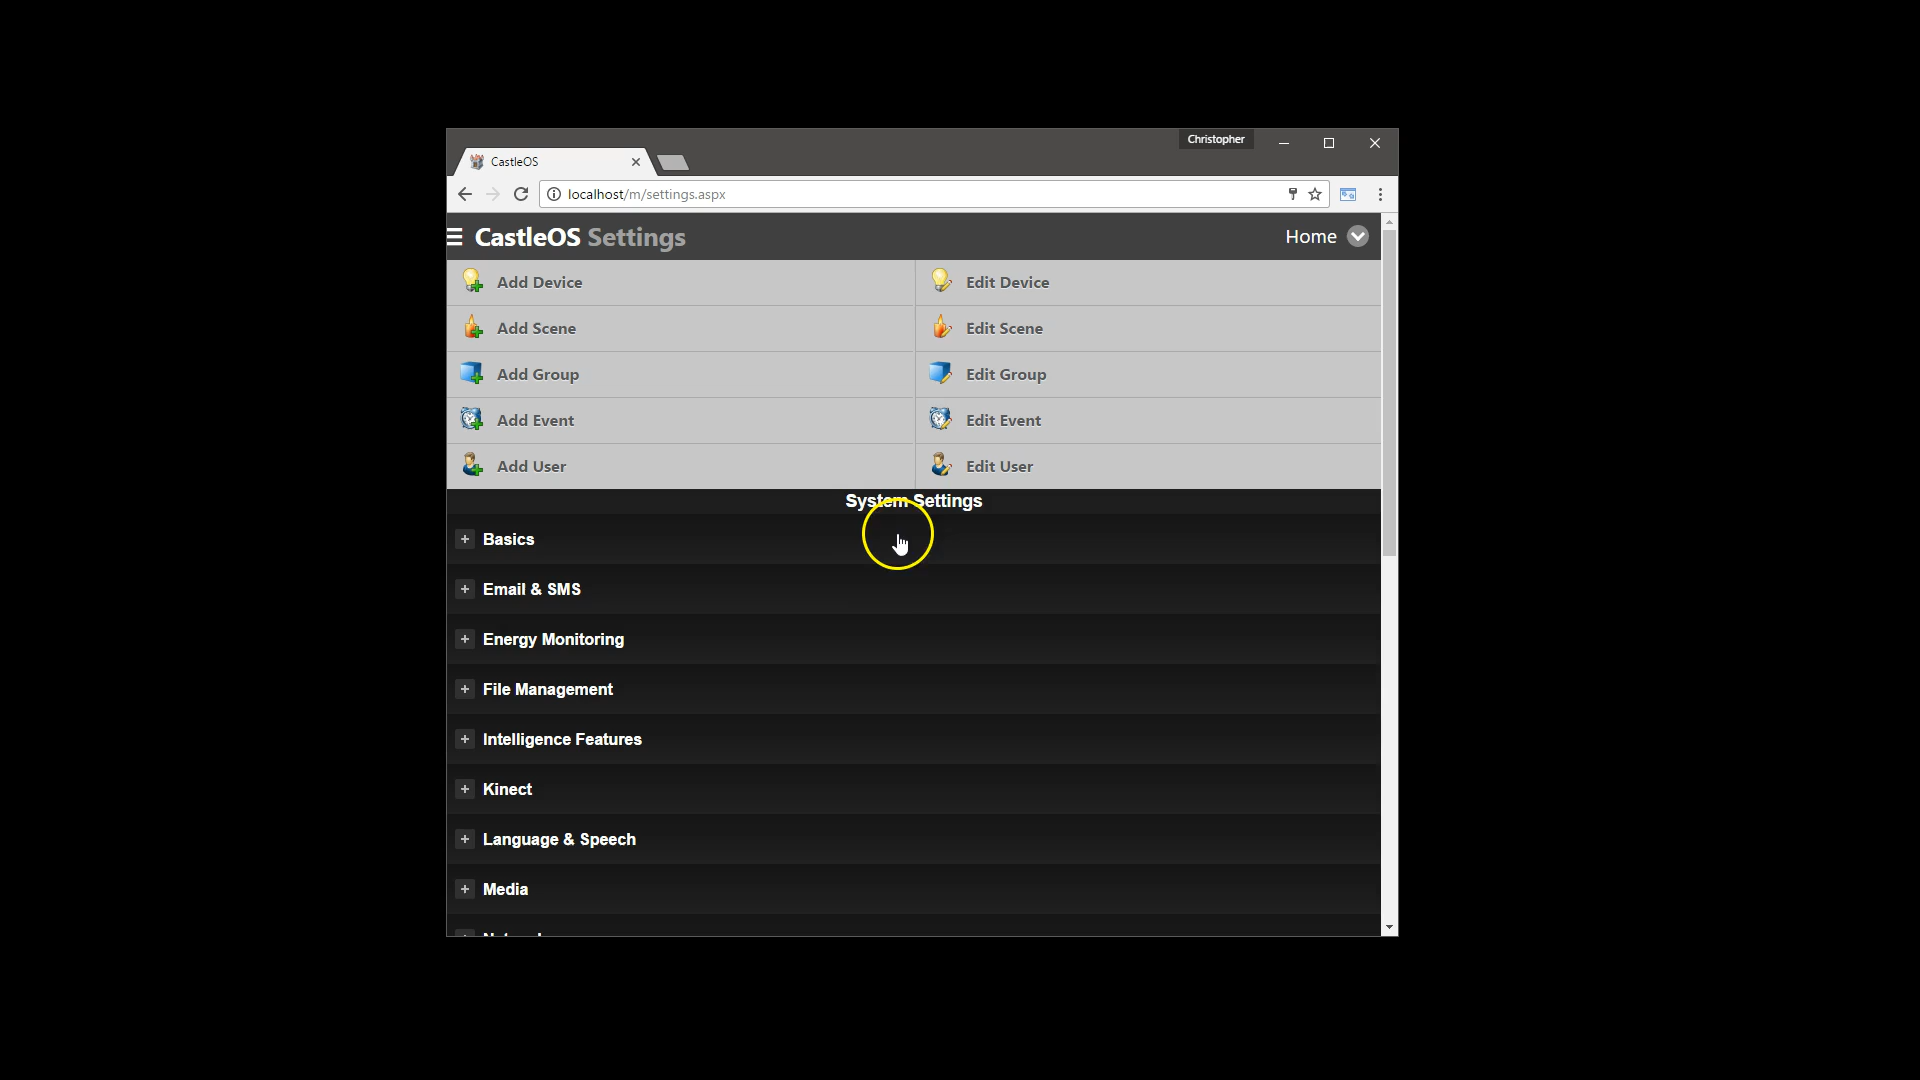 Christopher
CastleOS
localhost/m/settings.aspx
CastleOS Settings
Home
Add Device
Edit Device
Add Scene
Edit Scene
Add Group
Edit Group
Add Event
Edit Event
Add User
Edit User
System Settings
Basics
Email & SMS
Energy Monitoring
File Management
Intelligence Features
Kinect
Language & Speech
Media